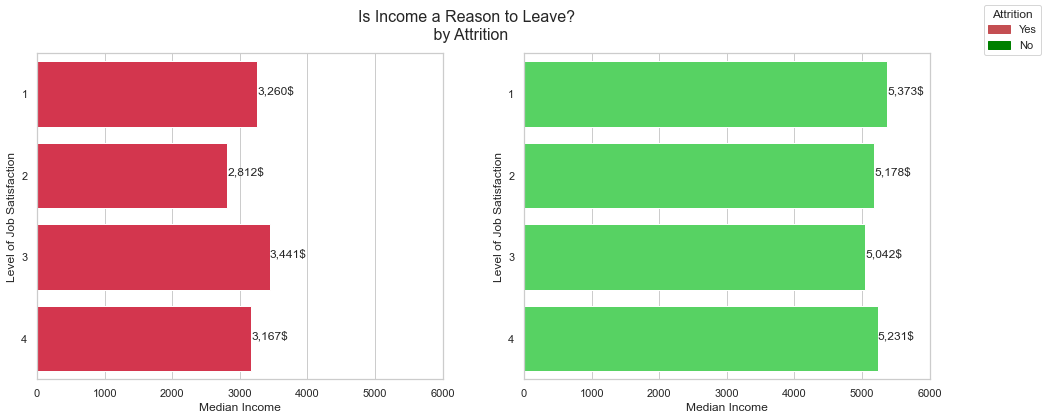 Is Income a Reason to Leave?
by Attrition
Attrition
Yes
No
Level of Job Satisfaction
1
3,260$
2
2,812$
3
3,441$
4
3,167$
0 1000 2000 3000 4000 5000 6000
Median Income
Level of Job Satisfaction
1
5,373$
2
5,178$
3
5,042$
4
5,231$
0 1000 2000 3000 4000 5000 6000
Median Income